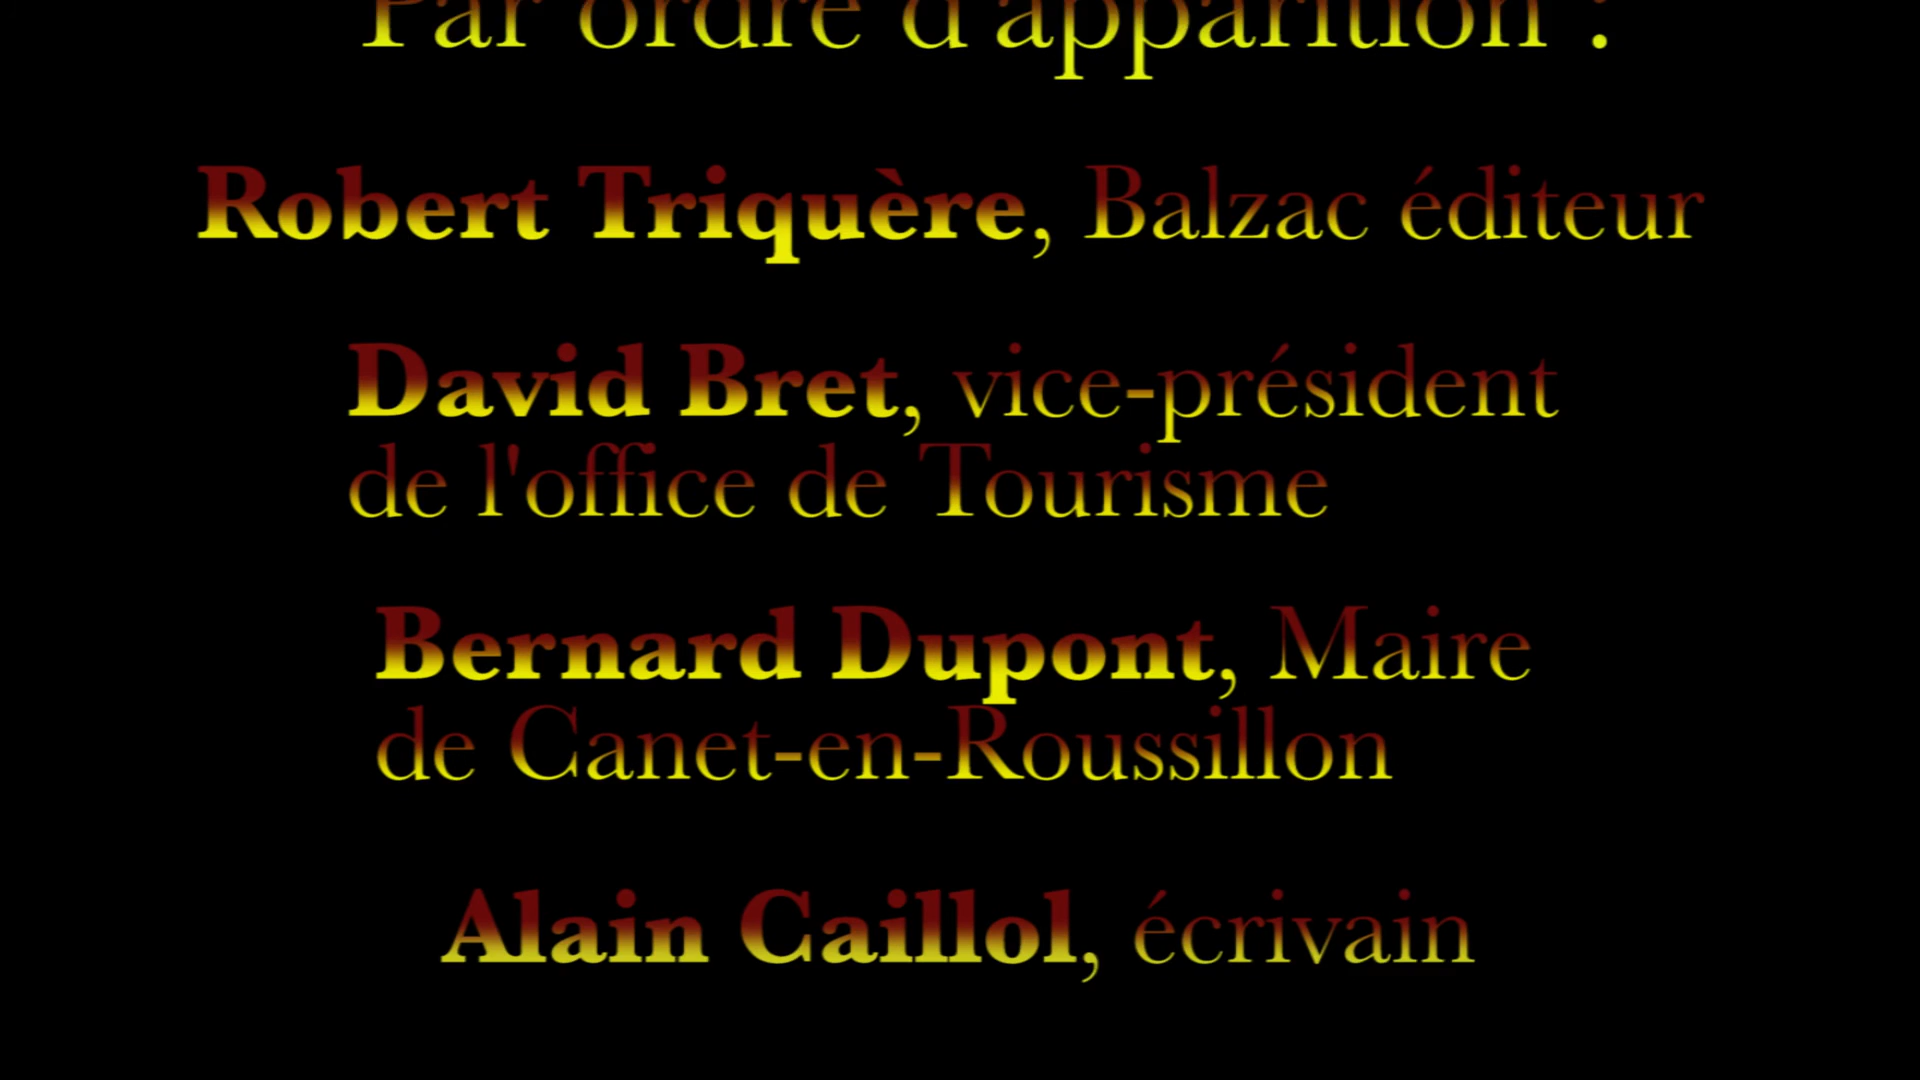 Par ordre d'apparition :
Robert Triquère, Balzac éditeur
David Bret, vice-président
de l'office de Tourisme
Bernard Dupont, Maire
de Canet-en-Roussillon
Alain Caillol, écrivain